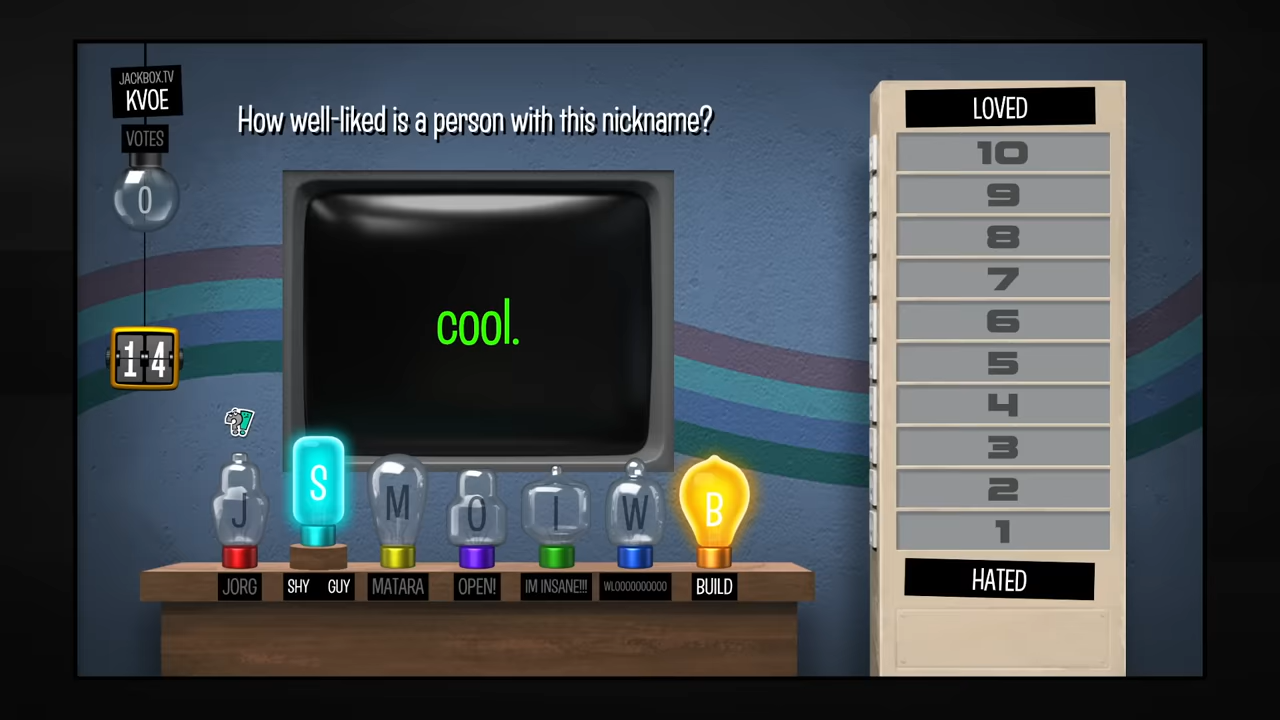 JACKBOX.TV
KVOE
VOTES
0
14
How well-liked is a person with this nickname?
cool.
LOVED
10
9
8
7
6
5
4
3
2
1
HATED
J
S
M
O
I
W
B
JORG
SHY GUY
MATARA
OPEN!
IM INSANE!!!
WLOOOOOOOOOO
BUILD